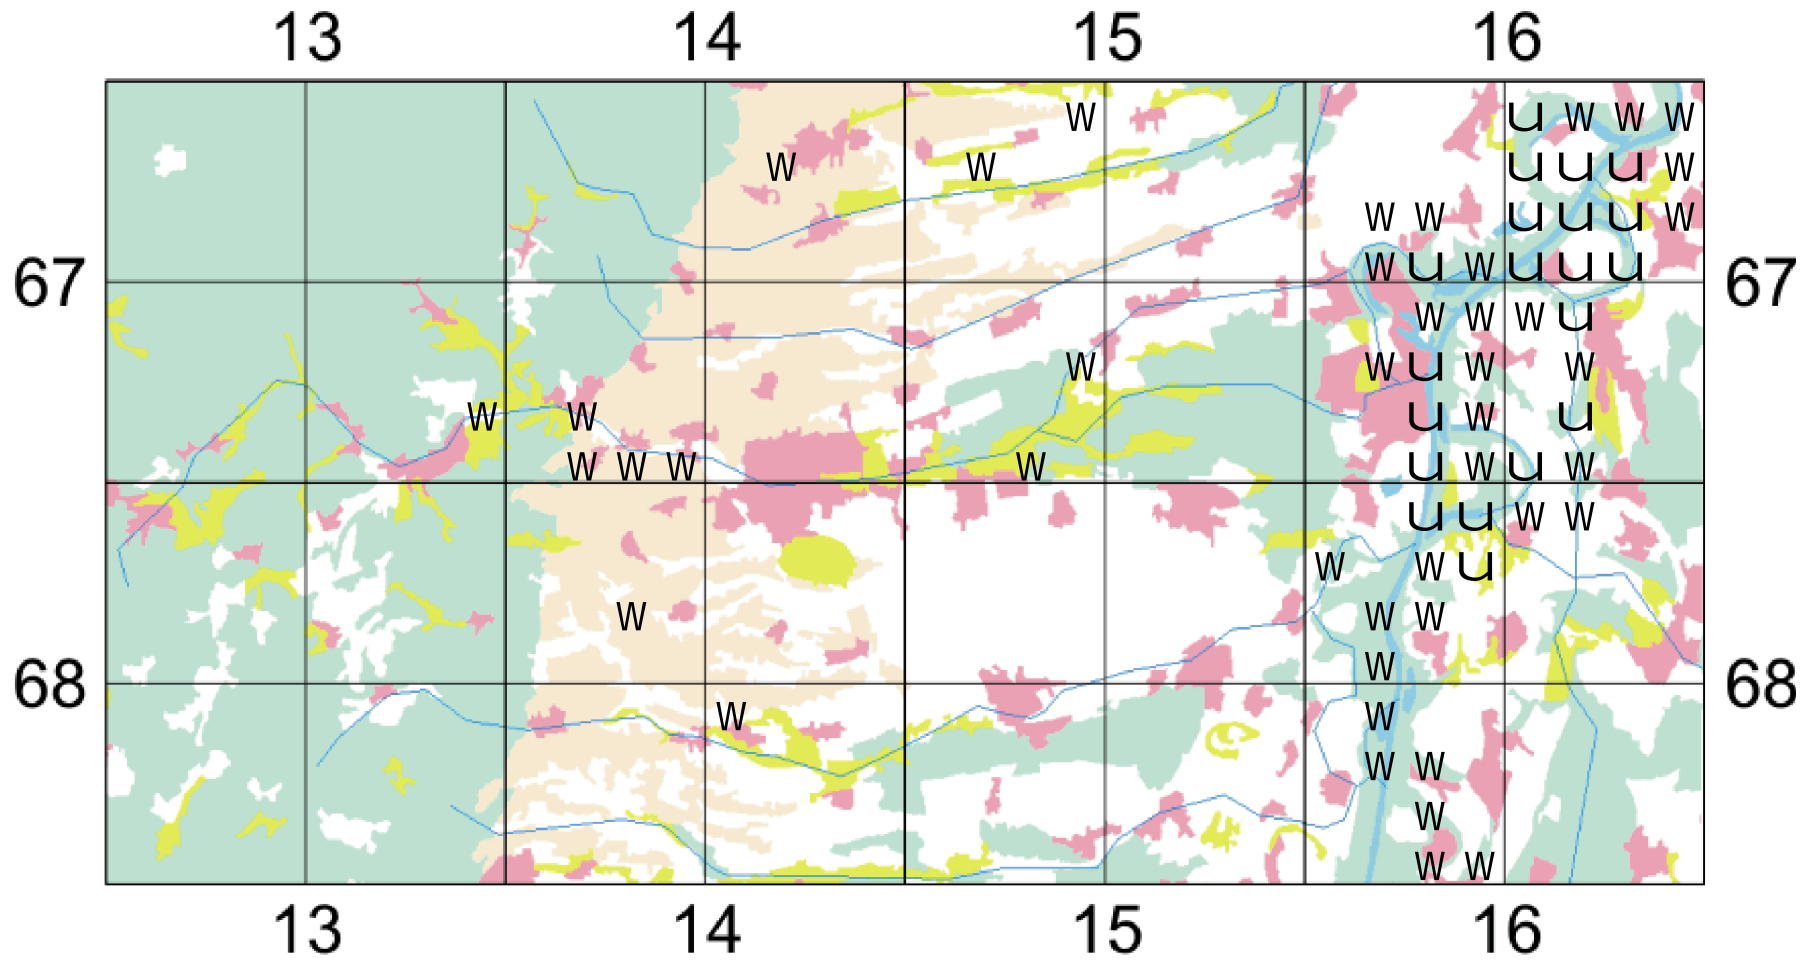 13 14 15 16
W u W W W
W W u u u W
W W u u u W
67 W u W u u u 67
W W W u
W W u W W
W W u W u
W W W W u W u W
u u W W
W W u
W W W
W
68 68
W W
W W
W
W W
13 14 15 16